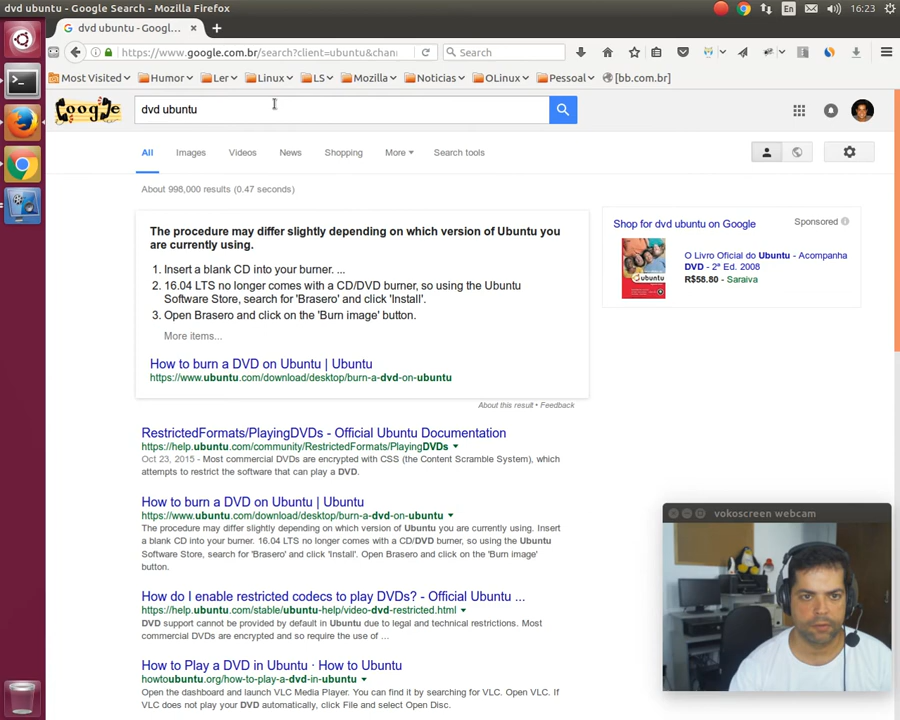 dvd ubuntu - Google Search - Mozilla Firefox
En
16:23
dvd ubuntu - Googl...
https://www.google.com.br/search?client=ubuntu&chan
Search
Most Visited
Humor
Ler
Linux
LS
Mozilla
Noticias
OLinux
Pessoal
[bb.com.br]
Google
dvd ubuntu
All
Images
Videos
News
Shopping
More
Search tools
About 998,000 results (0.47 seconds)
The procedure may differ slightly depending on which version of Ubuntu you
are currently using.
1. Insert a blank CD into your burner. ...
2. 16.04 LTS no longer comes with a CD/DVD burner, so using the Ubuntu
Software Store, search for 'Brasero' and click 'Install'.
3. Open Brasero and click on the 'Burn image' button.
More items...
How to burn a DVD on Ubuntu | Ubuntu
https://www.ubuntu.com/download/desktop/burn-a-dvd-on-ubuntu
About this result • Feedback
Shop for dvd ubuntu on Google
Sponsored
ubuntu
O Livro Oficial do Ubuntu - Acompanha
DVD - 2ª Ed. 2008
R$58.80 - Saraiva
RestrictedFormats/PlayingDVDs - Official Ubuntu Documentation
https://help.ubuntu.com/community/RestrictedFormats/PlayingDVDs
Oct 23, 2015 - Most commercial DVDs are encrypted with CSS (the Content Scramble System), which
attempts to restrict the software that can play a DVD.
How to burn a DVD on Ubuntu | Ubuntu
https://www.ubuntu.com/download/desktop/burn-a-dvd-on-ubuntu
The procedure may differ slightly depending on which version of Ubuntu you are currently using. Insert
a blank CD into your burner. 16.04 LTS no longer comes with a CD/DVD burner, so using the Ubuntu
Software Store, search for 'Brasero' and click 'Install'. Open Brasero and click on the 'Burn image'
button.
How do I enable restricted codecs to play DVDs? - Official Ubuntu ...
https://help.ubuntu.com/stable/ubuntu-help/video-dvd-restricted.html
DVD support cannot be provided by default in Ubuntu due to legal and technical restrictions. Most
commercial DVDs are encrypted and so require the use of ...
How to Play a DVD in Ubuntu · How to Ubuntu
howtoubuntu.org/how-to-play-a-dvd-in-ubuntu
Open the dashboard and launch VLC Media Player. You can find it by searching for VLC. Open VLC. If
VLC does not play your DVD automatically, click File and select Open Disc.
vokoscreen webcam